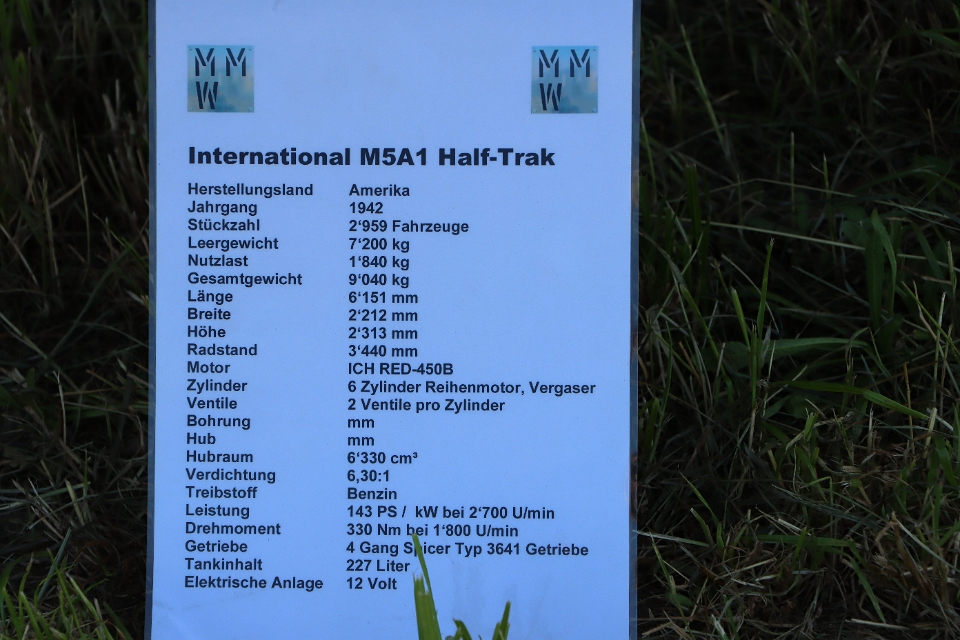 MM MM
W W
International M5A1 Half-Trak
Herstellungsland Amerika
Jahrgang 1942
Stückzahl 2‘959 Fahrzeuge
Leergewicht 7‘200 kg
Nutzlast 1‘840 kg
Gesamtgewicht 9‘040 kg
Länge 6‘151 mm
Breite 2‘212 mm
Höhe 2‘313 mm
Radstand 3‘440 mm
Motor ICH RED-450B
Zylinder 6 Zylinder Reihenmotor, Vergaser
Ventile 2 Ventile pro Zylinder
Bohrung mm
Hub mm
Hubraum 6‘330 cm³
Verdichtung 6,30:1
Treibstoff Benzin
Leistung 143 PS / kW bei 2‘700 U/min
Drehmoment 330 Nm bei 1‘800 U/min
Getriebe 4 Gang Spicer Typ 3641 Getriebe
Tankinhalt 227 Liter
Elektrische Anlage 12 Volt